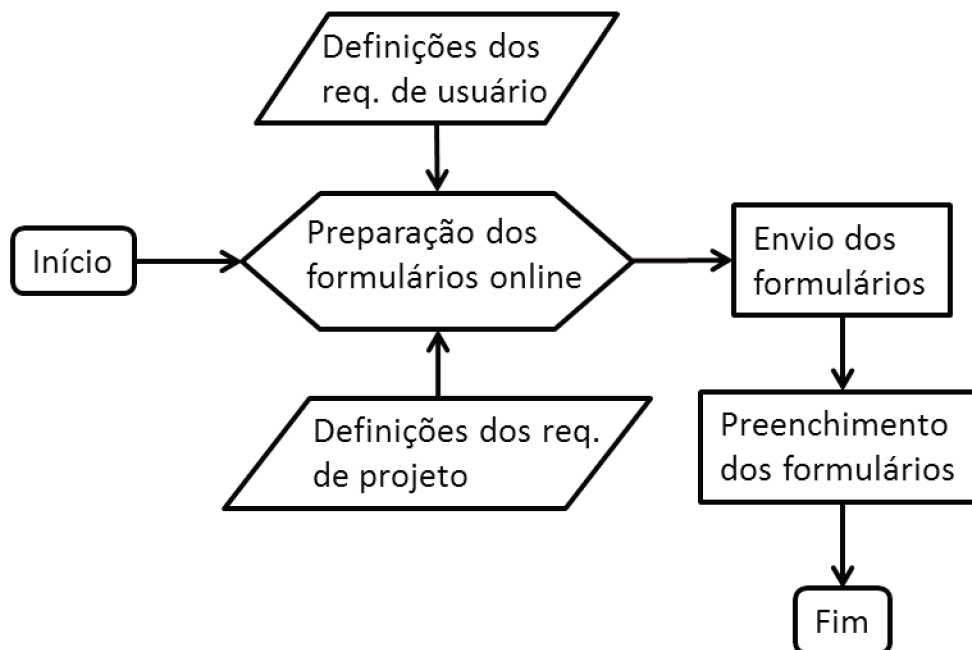 Definições dos
req. de usuário
Início
Preparação dos
formulários online
Envio dos
formulários
Definições dos req.
de projeto
Preenchimento
dos formulários
Fim